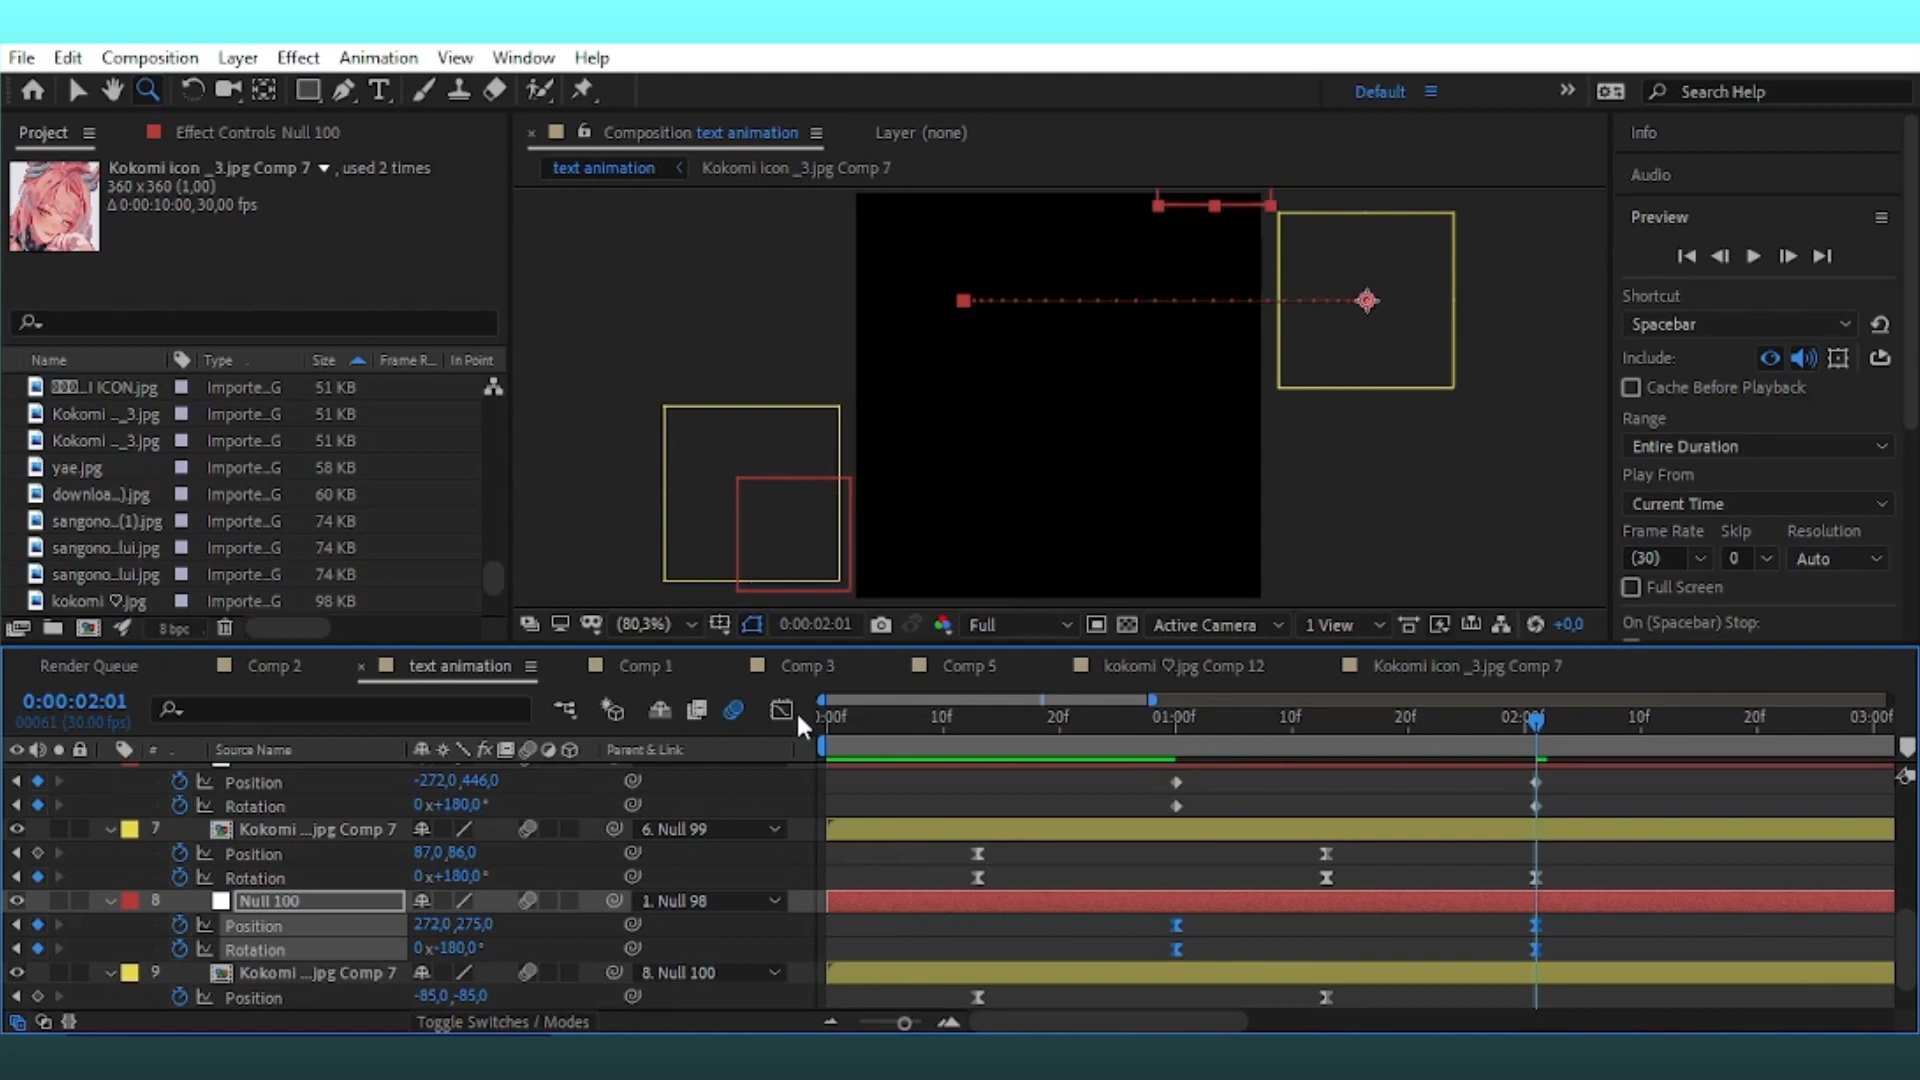 File Edit Composition Layer Effect Animation View Window Help
Default Search Help
Project Effect Controls Null 100
Composition text animation Layer (none)
Info
Kokomi icon _3.jpg Comp 7 , used 2 times
360 x 360 (1,00)
Δ 0:00:10:00, 30,00 fps
text animation Kokomi icon _3.jpg Comp 7
Audio
Preview
Shortcut
Spacebar
Include:
Cache Before Playback
Range
Entire Duration
Play From
Current Time
Frame Rate Skip Resolution
(30) 0 Auto
Full Screen
On (Spacebar) Stop:
Name Type Size Frame R... In Point
...I ICON.jpg Importe...G 51 KB
Kokomi ..._3.jpg Importe...G 51 KB
Kokomi ..._3.jpg Importe...G 51 KB
yae.jpg Importe...G 58 KB
downloa...).jpg Importe...G 60 KB
sangono...(1).jpg Importe...G 74 KB
sangono...lui.jpg Importe...G 74 KB
sangono...lui.jpg Importe...G 74 KB
kokomi ♡.jpg Importe...G 98 KB
8 bpc
(80,3%) 0:00:02:01 Full Active Camera 1 View +0,0
Render Queue Comp 2 text animation Comp 1 Comp 3 Comp 5 kokomi ♡.jpg Comp 12 Kokomi icon _3.jpg Comp 7
0:00:02:01
00061 (30.00 fps)
:00f 10f 20f 01:00f 10f 20f 02:00f 10f 20f 03:00f
# Source Name Parent & Link
Position -272,0,446,0
Rotation 0 x+180,0°
7 Kokomi ...jpg Comp 7 6. Null 99
Position 87,0,86,0
Rotation 0 x+180,0°
8 Null 100 1. Null 98
Position 272,0,275,0
Rotation 0 x-180,0°
9 Kokomi ...jpg Comp 7 8. Null 100
Position -85,0,-85,0
Toggle Switches / Modes